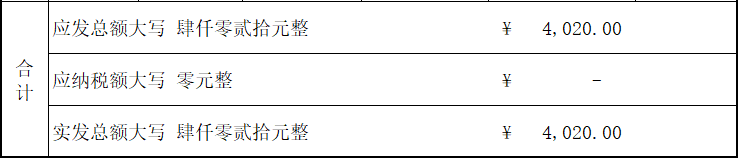 合计
应发总额大写 肆仟零贰拾元整 ¥ 4,020.00
应纳税额大写 零元整 ¥ -
实发总额大写 肆仟零贰拾元整 ¥ 4,020.00